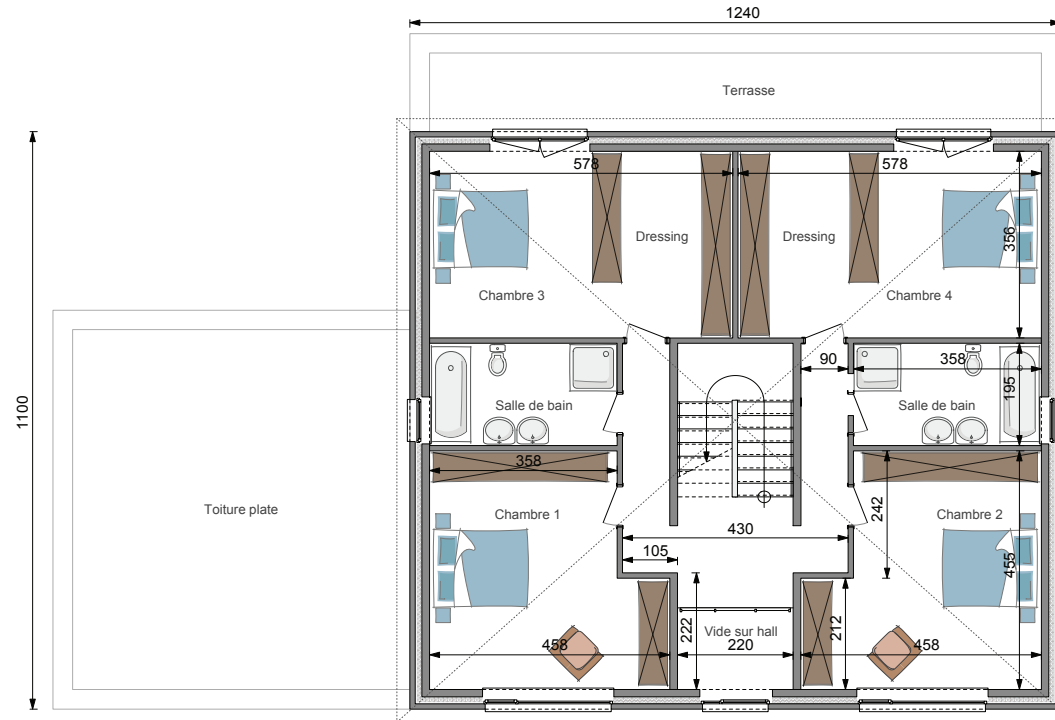 1240
Terrasse
1100
578
578
356
Dressing
Dressing
Chambre 3
Chambre 4
90
358
195
Salle de bain
Salle de bain
358
Toiture plate
Chambre 1
242
Chambre 2
430
105
455
222
Vide sur hall
212
458
220
458